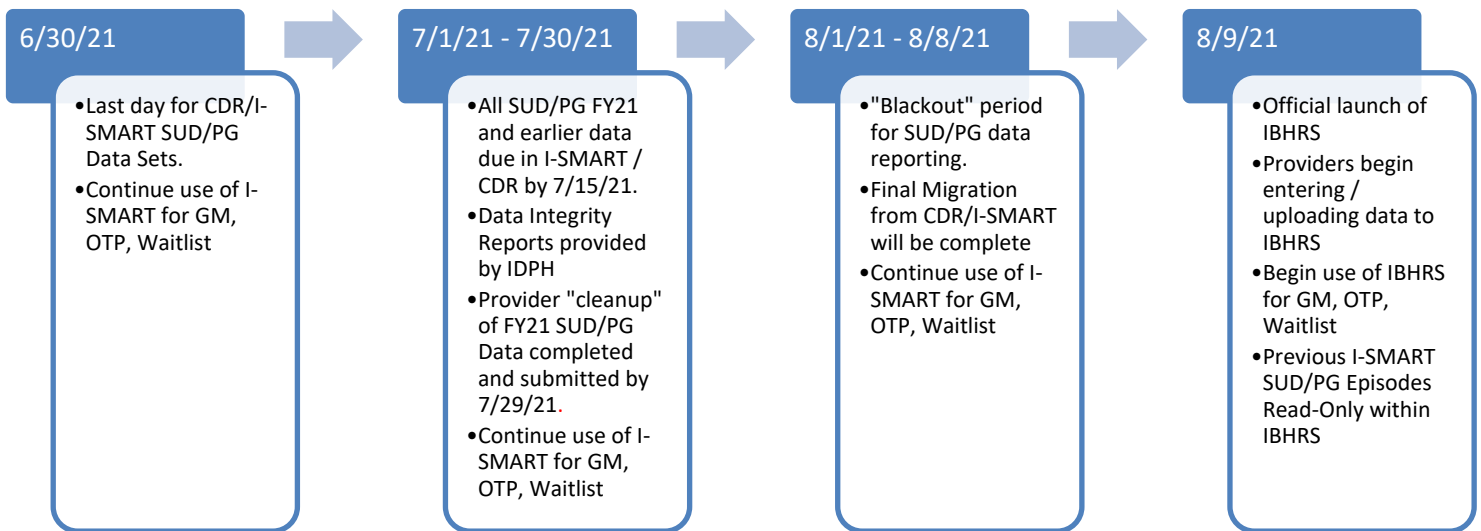 6/30/21
•Last day for CDR/I-
SMART SUD/PG
Data Sets.
•Continue use of I-
SMART for GM,
OTP, Waitlist
7/1/21 - 7/30/21
•All SUD/PG FY21
and earlier data
due in I-SMART /
CDR by 7/15/21.
•Data Integrity
Reports provided
by IDPH
•Provider "cleanup"
of FY21 SUD/PG
Data completed
and submitted by
7/29/21.
•Continue use of I-
SMART for GM,
OTP, Waitlist
8/1/21 - 8/8/21
•"Blackout" period
for SUD/PG data
reporting.
•Final Migration
from CDR/I-SMART
will be complete
•Continue use of I-
SMART for GM,
OTP, Waitlist
8/9/21
•Official launch of
IBHRS
•Providers begin
entering /
uploading data to
IBHRS
•Begin use of IBHRS
for GM, OTP,
Waitlist
•Previous I-SMART
SUD/PG Episodes
Read-Only within
IBHRS